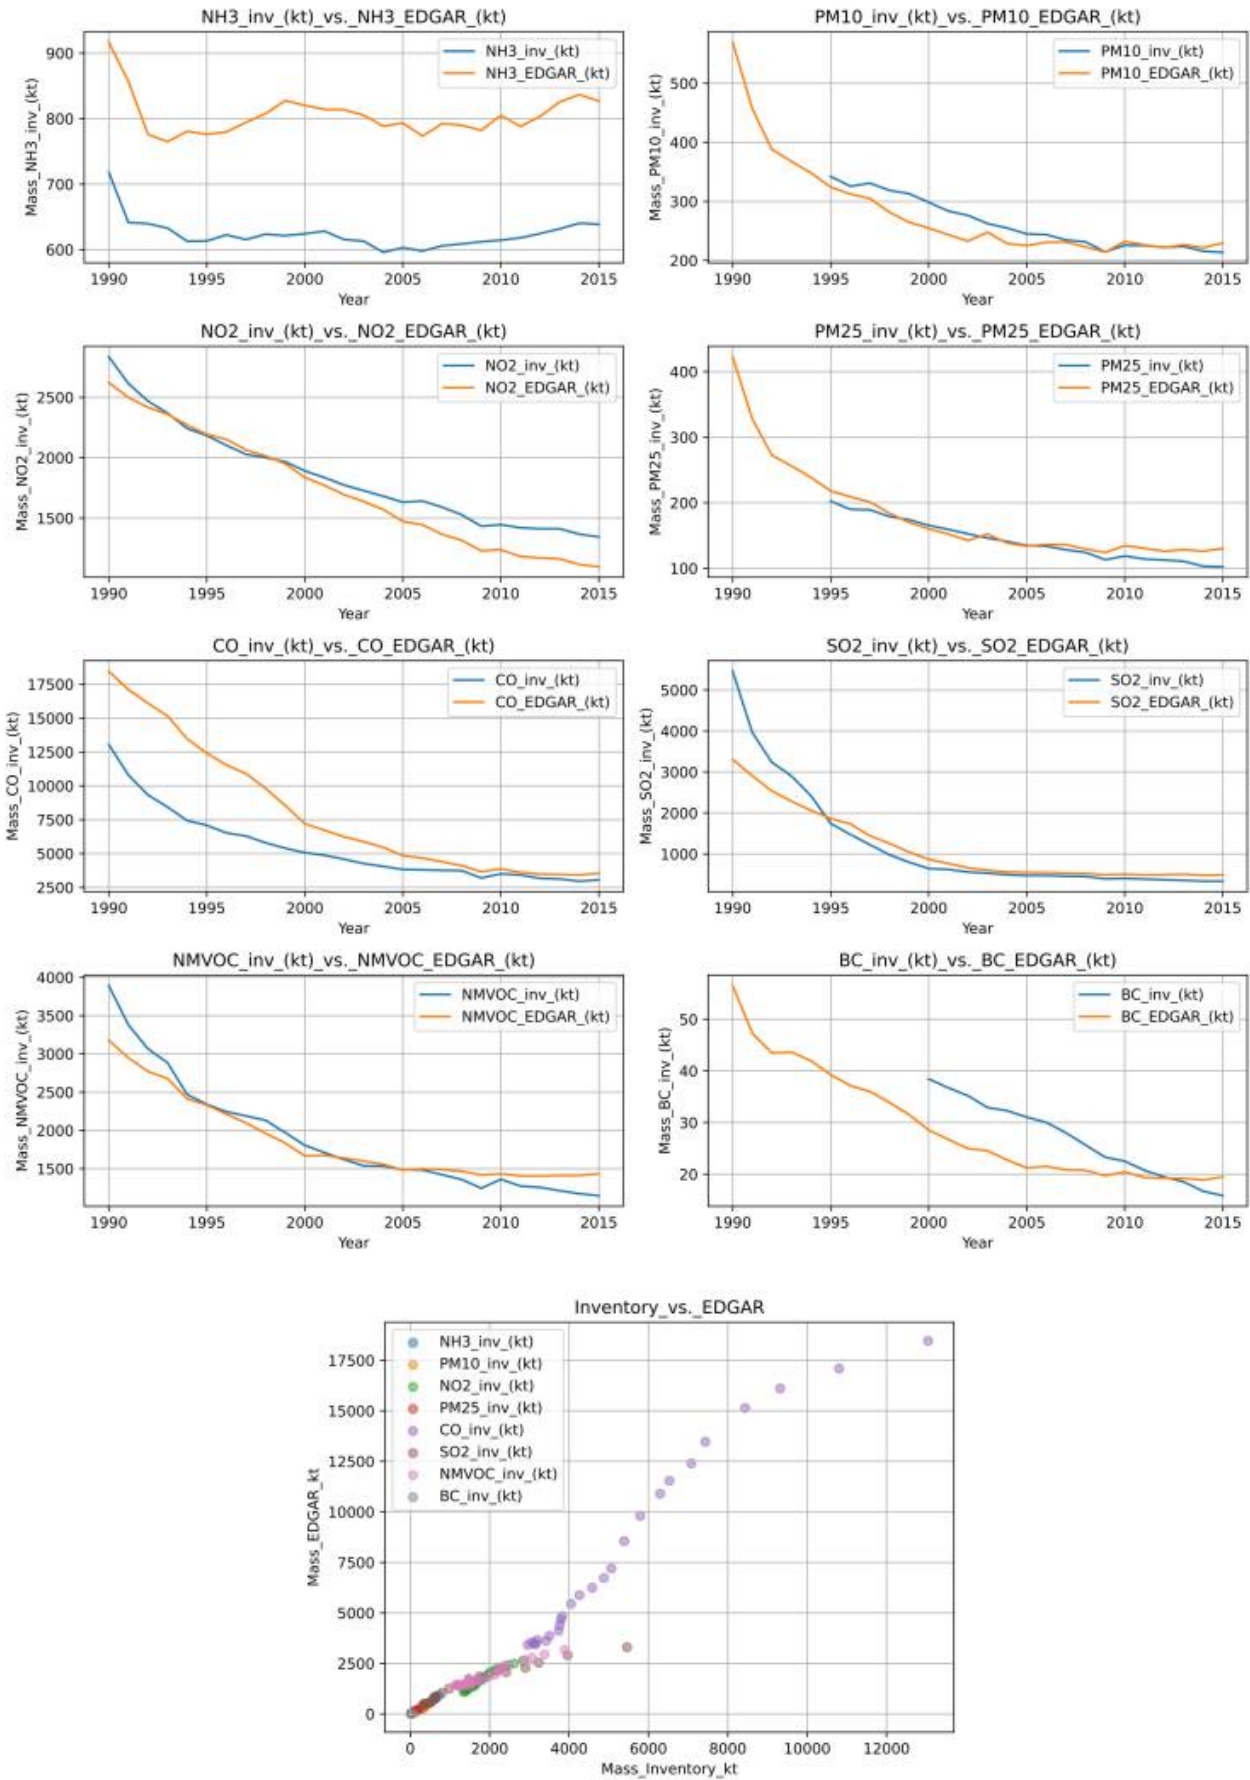 NH3_inv_(kt)_vs._NH3_EDGAR_(kt)
NH3_inv_(kt)
NH3_EDGAR_(kt)
Mass_NH3_inv_(kt)
900
800
700
600
1990 1995 2000 2005 2010 2015
Year
PM10_inv_(kt)_vs._PM10_EDGAR_(kt)
PM10_inv_(kt)
PM10_EDGAR_(kt)
Mass_PM10_inv_(kt)
500
400
300
200
1990 1995 2000 2005 2010 2015
Year
NO2_inv_(kt)_vs._NO2_EDGAR_(kt)
NO2_inv_(kt)
NO2_EDGAR_(kt)
Mass_NO2_inv_(kt)
2500
2000
1500
1990 1995 2000 2005 2010 2015
Year
PM25_inv_(kt)_vs._PM25_EDGAR_(kt)
PM25_inv_(kt)
PM25_EDGAR_(kt)
Mass_PM25_inv_(kt)
400
300
200
100
1990 1995 2000 2005 2010 2015
Year
CO_inv_(kt)_vs._CO_EDGAR_(kt)
CO_inv_(kt)
CO_EDGAR_(kt)
Mass_CO_inv_(kt)
17500
15000
12500
10000
7500
5000
2500
1990 1995 2000 2005 2010 2015
Year
SO2_inv_(kt)_vs._SO2_EDGAR_(kt)
SO2_inv_(kt)
SO2_EDGAR_(kt)
Mass_SO2_inv_(kt)
5000
4000
3000
2000
1000
1990 1995 2000 2005 2010 2015
Year
NMVOC_inv_(kt)_vs._NMVOC_EDGAR_(kt)
NMVOC_inv_(kt)
NMVOC_EDGAR_(kt)
Mass_NMVOC_inv_(kt)
4000
3500
3000
2500
2000
1500
1990 1995 2000 2005 2010 2015
Year
BC_inv_(kt)_vs._BC_EDGAR_(kt)
BC_inv_(kt)
BC_EDGAR_(kt)
Mass_BC_inv_(kt)
50
40
30
20
1990 1995 2000 2005 2010 2015
Year
Inventory_vs._EDGAR
NH3_inv_(kt)
PM10_inv_(kt)
NO2_inv_(kt)
PM25_inv_(kt)
CO_inv_(kt)
SO2_inv_(kt)
NMVOC_inv_(kt)
BC_inv_(kt)
Mass_EDGAR_kt
17500
15000
12500
10000
7500
5000
2500
0
0 2000 4000 6000 8000 10000 12000
Mass_Inventory_kt